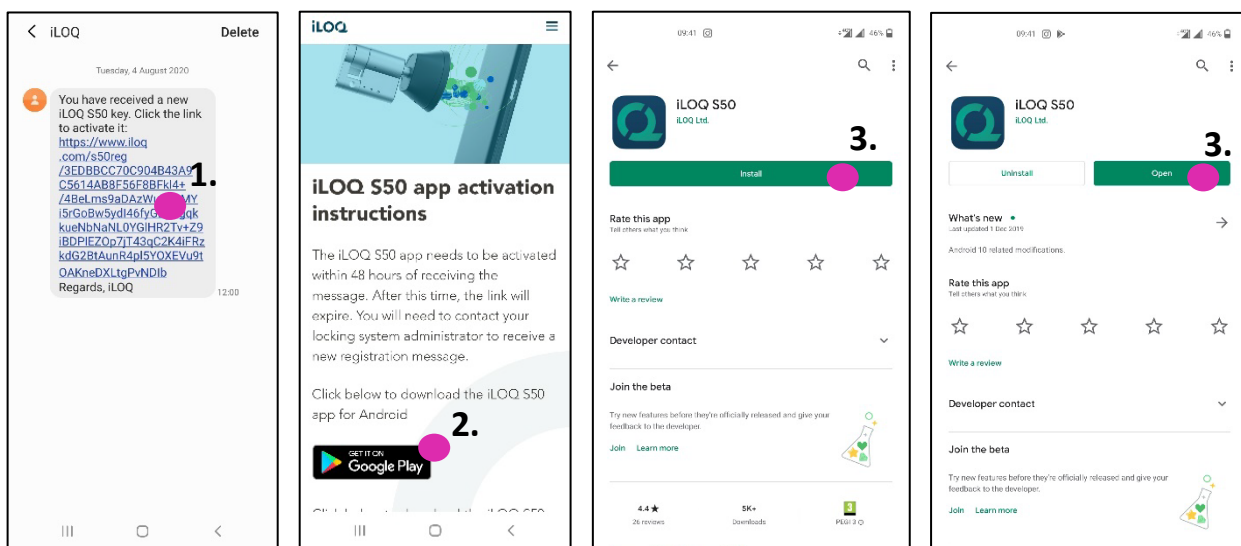 iLOQ
Delete
Tuesday, 4 August 2020
You have received a new
iLOQ S50 key. Click the link
to activate it:
https://www.iloq
.com/s50reg
/3EDBBCC70C904B43A9
C5614AB8F56F8BFkl4+
/4BeLms9aDAzW MY
i5rGoBw5ydI46fyG gqk
kueNbNaNL0YGlHR2Tv+Z9
iBDPIEZOp7jT43qC2K4iFRz
kdG2BtAunR4pl5YOXEVu9t
OAKneDXLtgPvNDIb
Regards, iLOQ
12:00
1.
iLOQ
iLOQ S50 app activation
instructions
The iLOQ S50 app needs to be activated
within 48 hours of receiving the
message. After this time, the link will
expire. You will need to contact your
locking system administrator to receive a
new registration message.
Click below to download the iLOQ S50
app for Android
2.
GET IT ON
Google Play
09:41
46%
iLOQ S50
iLOQ Ltd.
3.
Install
Rate this app
Tell others what you think
Write a review
Developer contact
Join the beta
Try new features before they're officially released and give your
feedback to the developer.
Join Learn more
4.4★ 5K+ 3
26 reviews Downloads PEGI 3
09:41
46%
iLOQ S50
iLOQ Ltd.
3.
Uninstall Open
What's new •
Last updated 1 Dec 2019
Android 10 related modifications.
Rate this app
Tell others what you think
Write a review
Developer contact
Join the beta
Try new features before they're officially released and give your
feedback to the developer.
Join Learn more